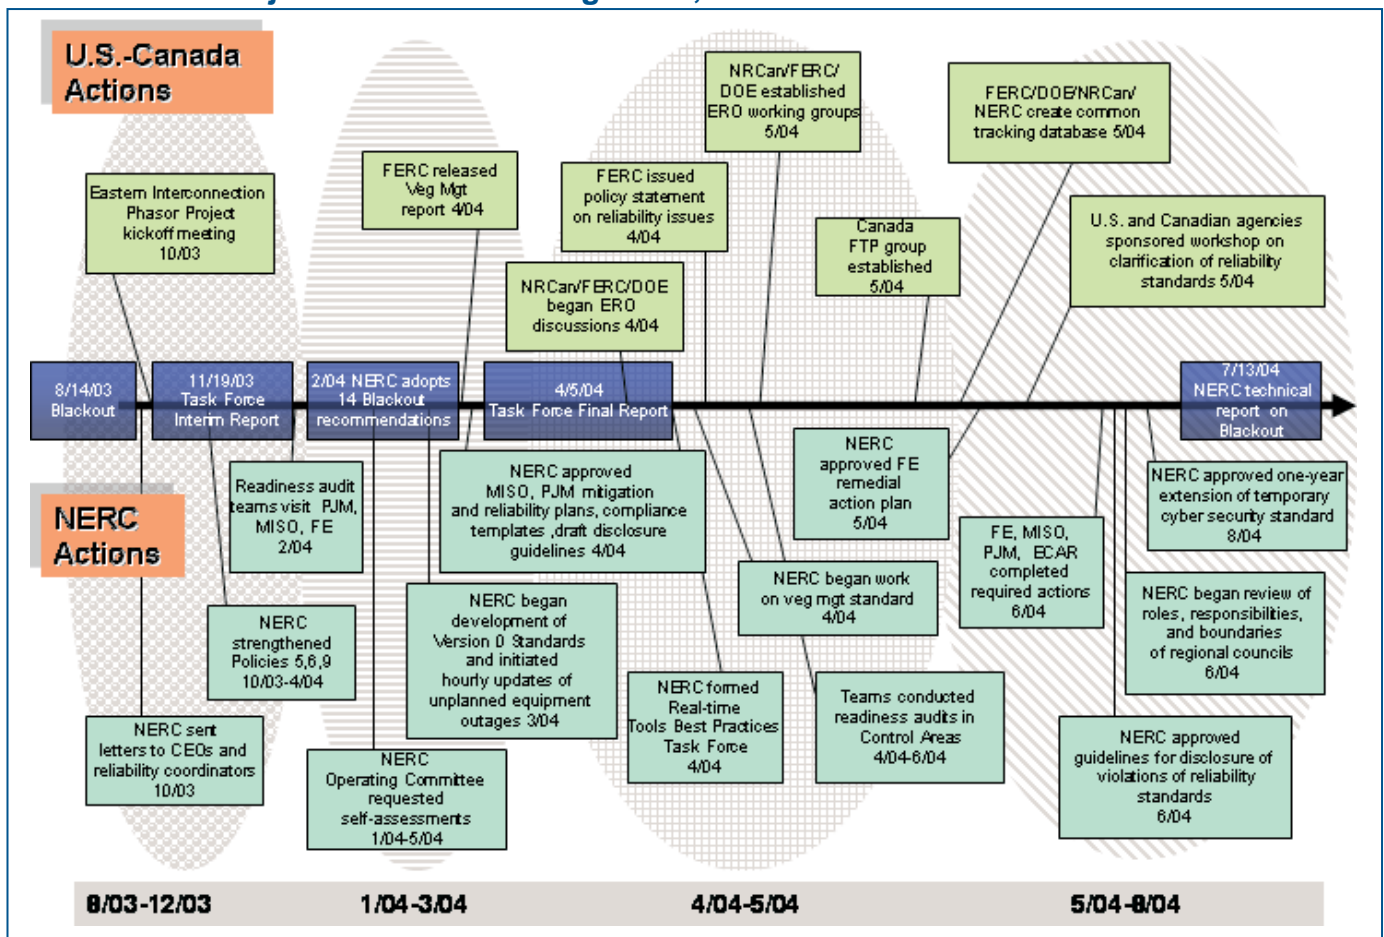 U.S.-Canada
Actions
NRCan/FERC/
DOE established
ERO working groups
5/04
FERC/DOE/NRCan/
NERC create common
tracking database 5/04
FERC released
Veg Mgt
report 4/04
FERC issued
policy statement
on reliability issues
4/04
Eastern Interconnection
Phasor Project
kickoff meeting
10/03
Canada
FTP group
established
5/04
U.S. and Canadian agencies
sponsored workshop on
clarification of reliability
standards 5/04
NRCan/FERC/DOE
began ERO
discussions 4/04
8/14/03
Blackout
11/19/03
Task Force
Interim Report
2/04 NERC adopts
14 Blackout
recommendations
4/5/04
Task Force Final Report
7/13/04
NERC technical
report on
Blackout
NERC
Actions
Readiness audit
teams visit PJM,
MISO, FE
2/04
NERC approved
MISO, PJM mitigation
and reliability plans, compliance
templates ,draft disclosure
guidelines 4/04
NERC
approved FE
remedial
action plan
5/04
NERC approved one-year
extension of temporary
cyber security standard
8/04
FE, MISO,
PJM, ECAR
completed
required actions
6/04
NERC began work
on veg mgt standard
4/04
NERC began review of
roles, responsibilities,
and boundaries
of regional councils
6/04
NERC began
development of
Version 0 Standards
and initiated
hourly updates of
unplanned equipment
outages 3/04
NERC
strengthened
Policies 5,6,9
10/03-4/04
NERC formed
Real-time
Tools Best Practices
Task Force
4/04
Teams conducted
readiness audits in
Control Areas
4/04-6/04
NERC sent
letters to CEOs and
reliability coordinators
10/03
NERC
Operating Committee
requested
self-assessments
1/04-5/04
NERC approved
guidelines for disclosure of
violations of reliability
standards
6/04
8/03-12/03
1/04-3/04
4/04-5/04
5/04-8/04